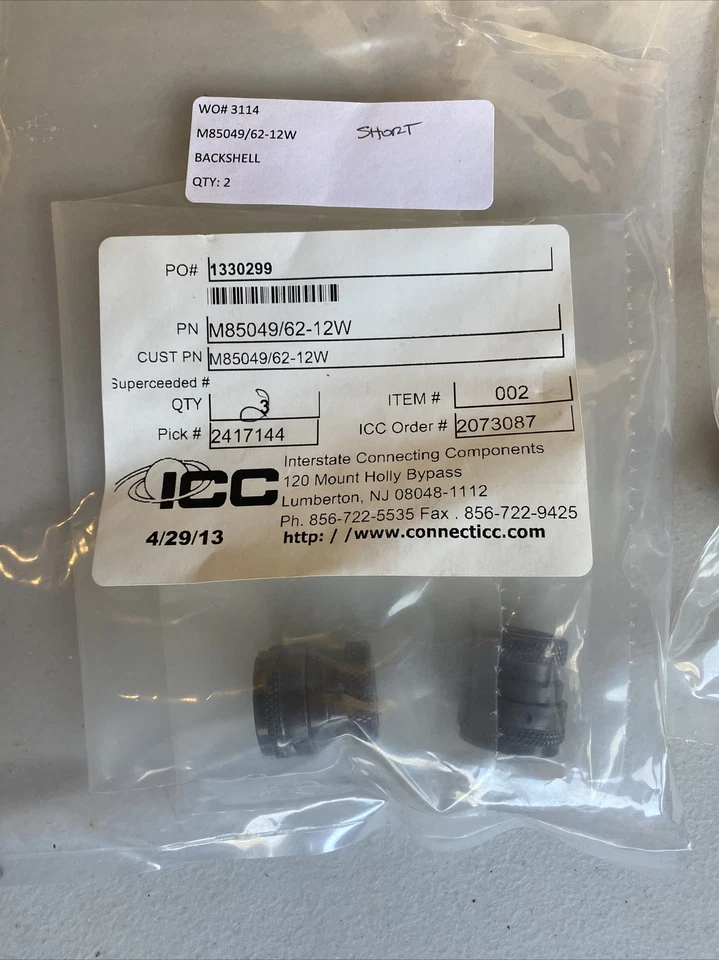 WO# 3114
M85049/62-12W SHORT
BACKSHELL
QTY: 2
PO# 1330299
PN M85049/62-12W
CUST PN M85049/62-12W
Superceeded #
QTY 3 ITEM # 002
Pick # 2417144 ICC Order # 2073087
ICC
4/29/13
Interstate Connecting Components
120 Mount Holly Bypass
Lumberton, NJ 08048-1112
Ph. 856-722-5535 Fax . 856-722-9425
http: / /www.connecticc.com